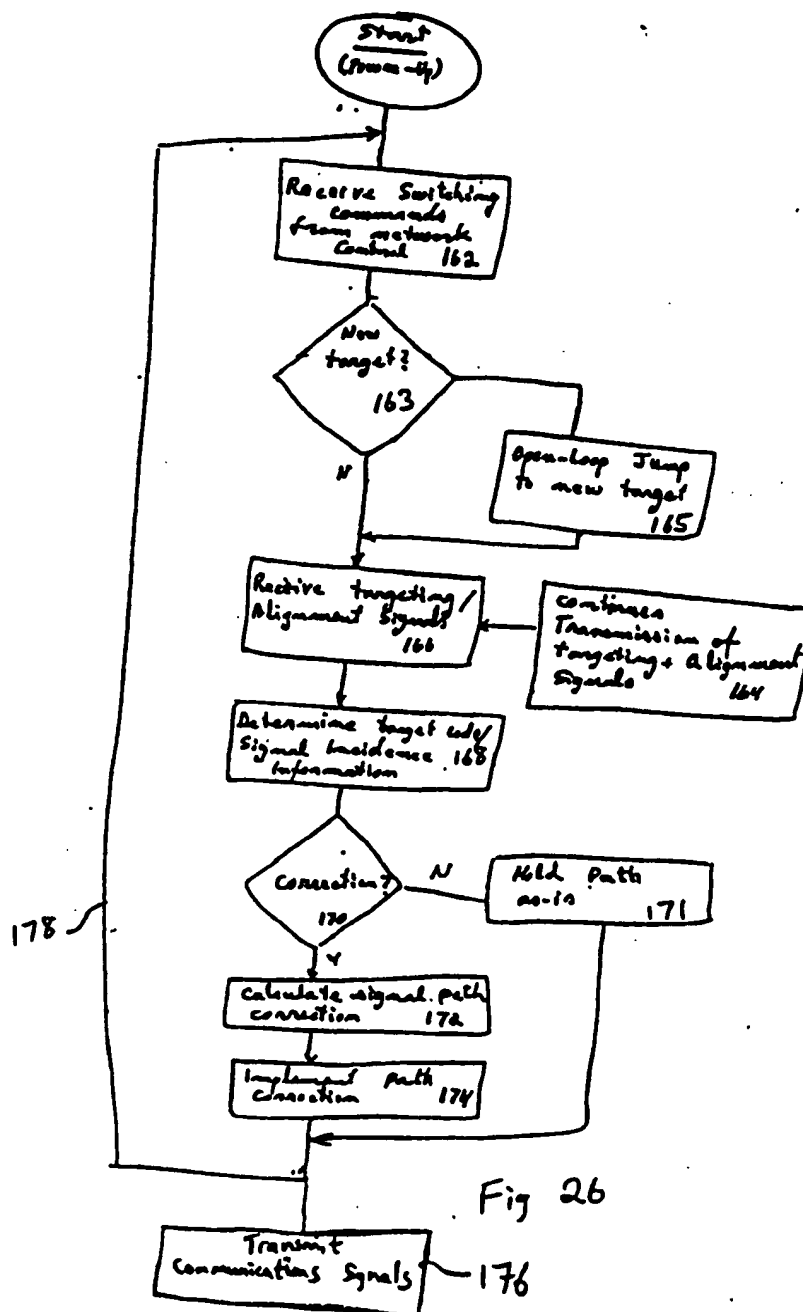 Start
(Power-Up)
Receive Switching
commands
from network
Control 162
New
target?
163
N
Open-Loop Jump
to new target
165
Receive targeting/
Alignment Signals
166
Continues
Transmission of
targeting + Alignment
Signals 164
Determine target code/
Signal Incidence 168
Information
Correction?
170
N
Hold Path
as-is
171
178
Y
Calculate signal path
correction 172
Implement path
correction 174
Fig 26
Transmit
Communications Signals
176